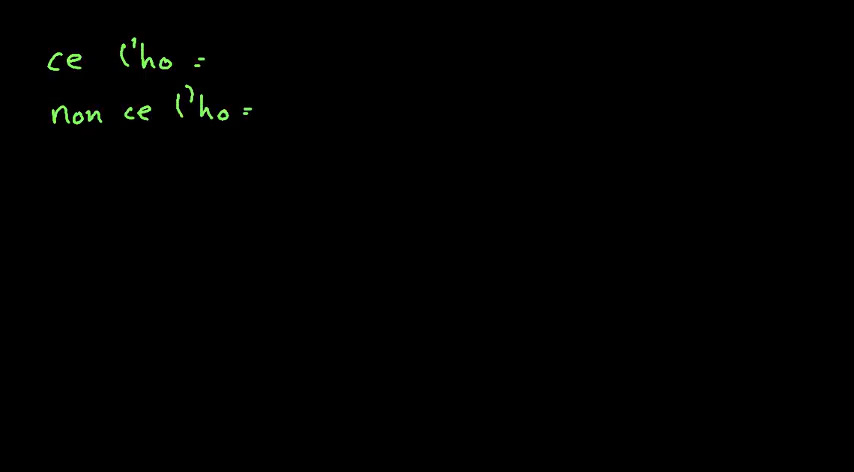 ce l'ho =
non ce l'ho =